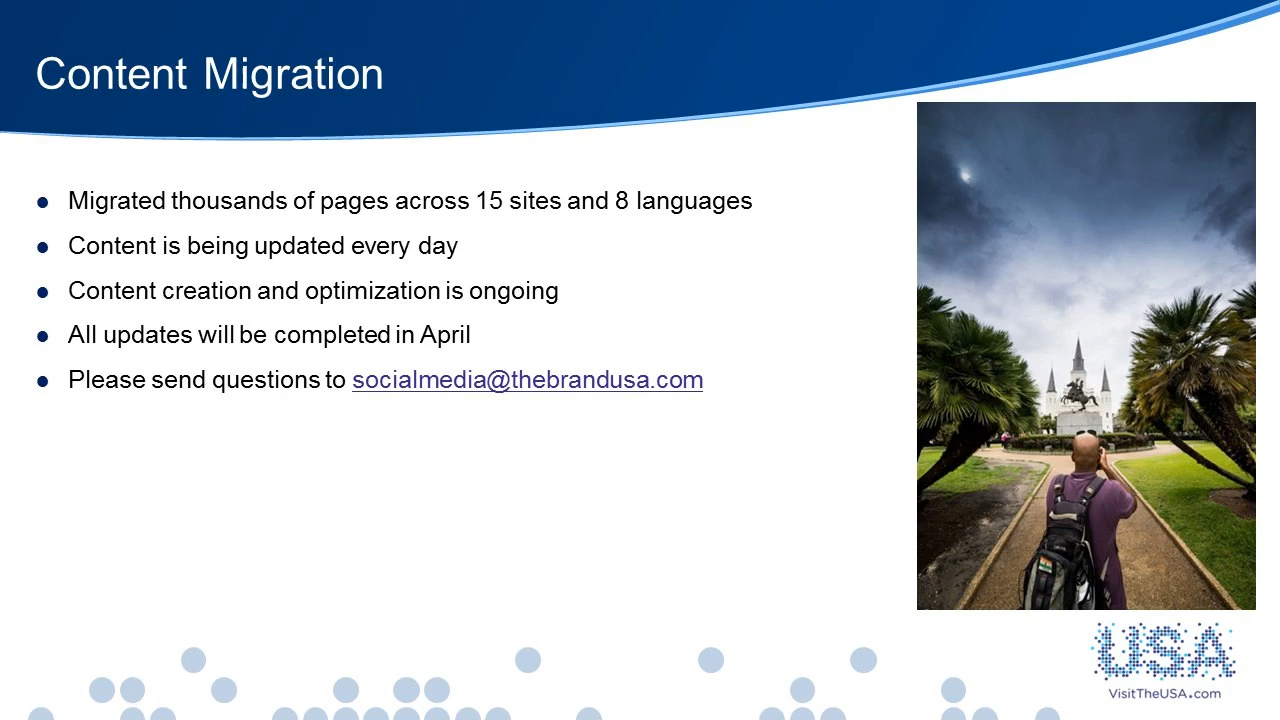 Content Migration
Migrated thousands of pages across 15 sites and 8 languages
Content is being updated every day
Content creation and optimization is ongoing
All updates will be completed in April
Please send questions to socialmedia@thebrandusa.com
USA
VisitTheUSA.com